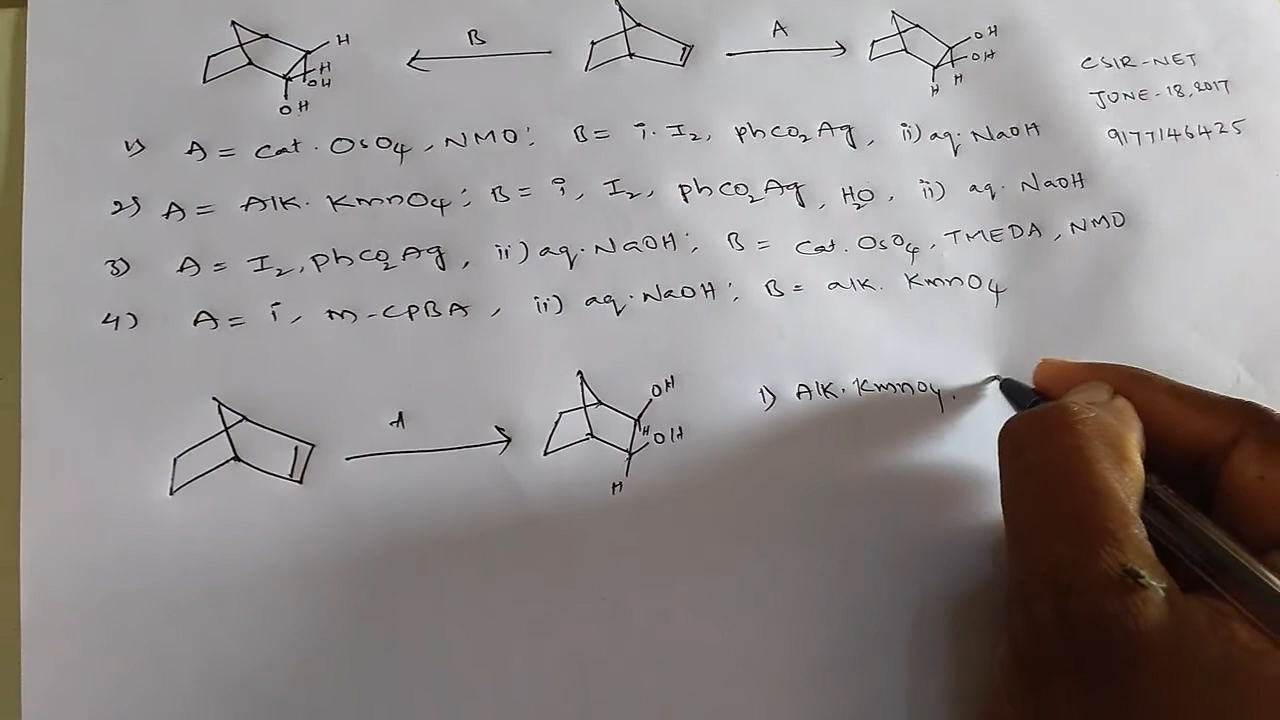 B A
H H OH OH
OH OH H H
CSIR-NET
JUNE-18,2017
9177146425
1) A = cat. OsO4, NMO; B = i. I2, phCO2Ag, ii) aq. NaOH
2) A = Alk. KmnO4; B = i, I2, phCO2Ag, H2O, ii) aq. NaOH
3) A = I2, phCO2Ag, ii) aq. NaOH; B = Cat. OsO4, TMEDA, NMO
4) A = i, m-CPBA, ii) aq. NaOH; B = alk. KmnO4
A
OH
H OH
H
1) Alk. KmnO4.